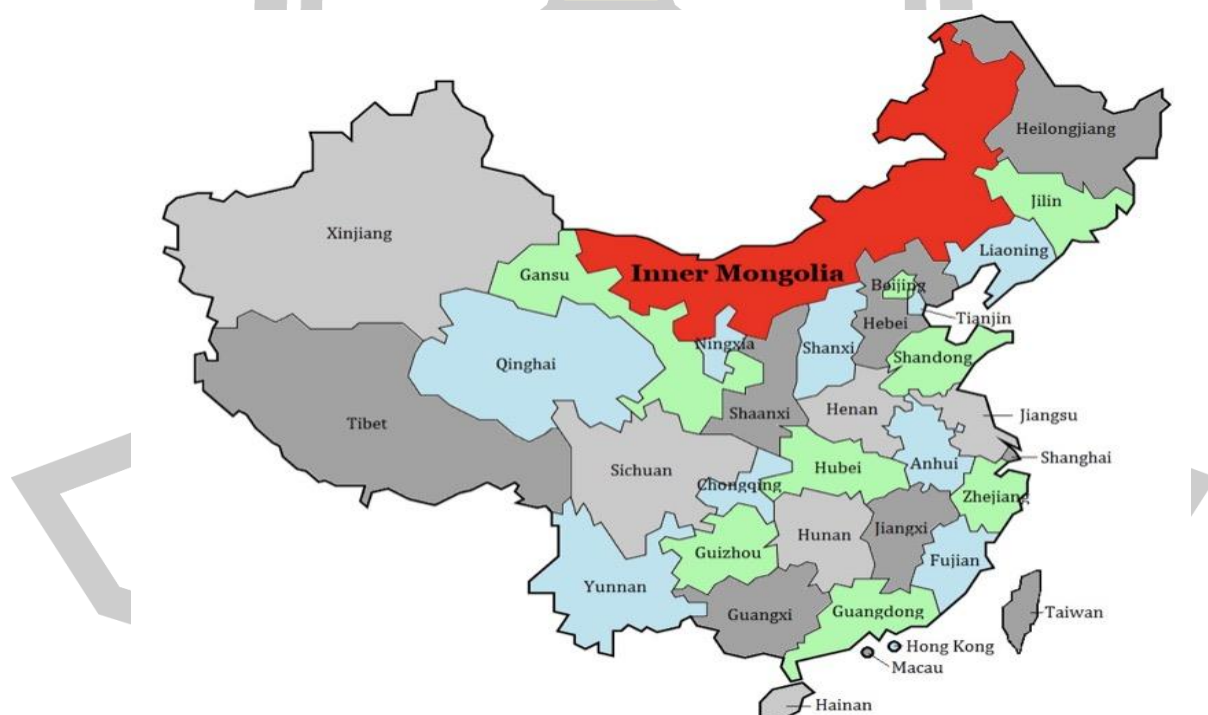 Heilongjiang
Jilin
Xinjiang
Liaoning
Gansu
Inner Mongolia
Beijing
Tianjin
Hebei
Ningxia
Shanxi
Shandong
Qinghai
Shaanxi
Henan
Jiangsu
Tibet
Shanghai
Sichuan
Hubei
Anhui
Chongqing
Zhejiang
Jiangxi
Hunan
Guizhou
Fujian
Yunnan
Guangxi
Guangdong
Taiwan
Hong Kong
Macau
Hainan